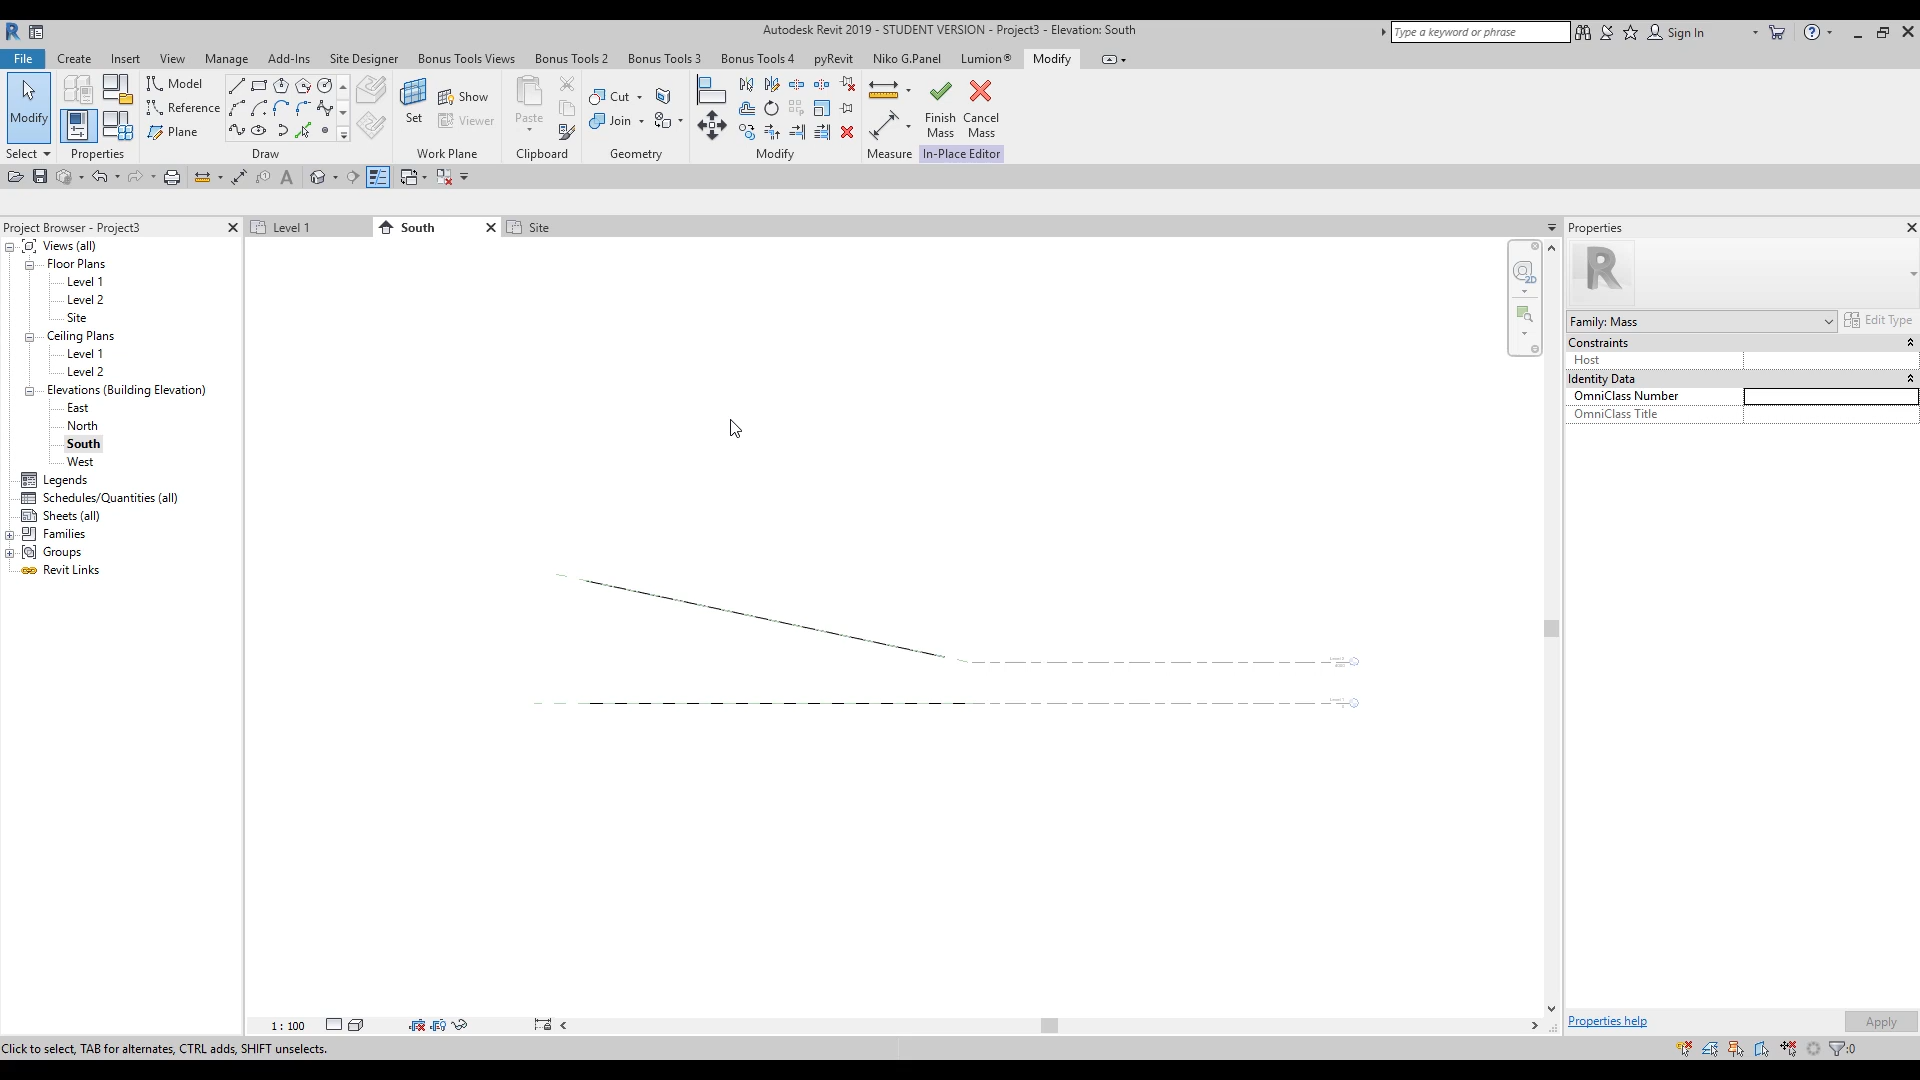 Autodesk Revit 2019 - STUDENT VERSION - Project3 - Elevation: South
Type a keyword or phrase
Sign In
File Create Insert View Manage Add-Ins Site Designer Bonus Tools Views Bonus Tools 2 Bonus Tools 3 Bonus Tools 4 pyRevit Niko G.Panel Lumion® Modify
Modify
Model
Reference
Plane
Set
Show
Viewer
Paste
Cut
Join
Finish Mass
Cancel Mass
Select Properties Draw Work Plane Clipboard Geometry Modify Measure In-Place Editor
Project Browser - Project3
Views (all)
Floor Plans
Level 1
Level 2
Site
Ceiling Plans
Level 1
Level 2
Elevations (Building Elevation)
East
North
South
West
Legends
Schedules/Quantities (all)
Sheets (all)
Families
Groups
Revit Links
Level 1
South
Site
2D
Properties
R
Family: Mass
Edit Type
Constraints
Host
Identity Data
OmniClass Number
OmniClass Title
1 : 100
Properties help
Apply
Click to select, TAB for alternates, CTRL adds, SHIFT unselects.
:0